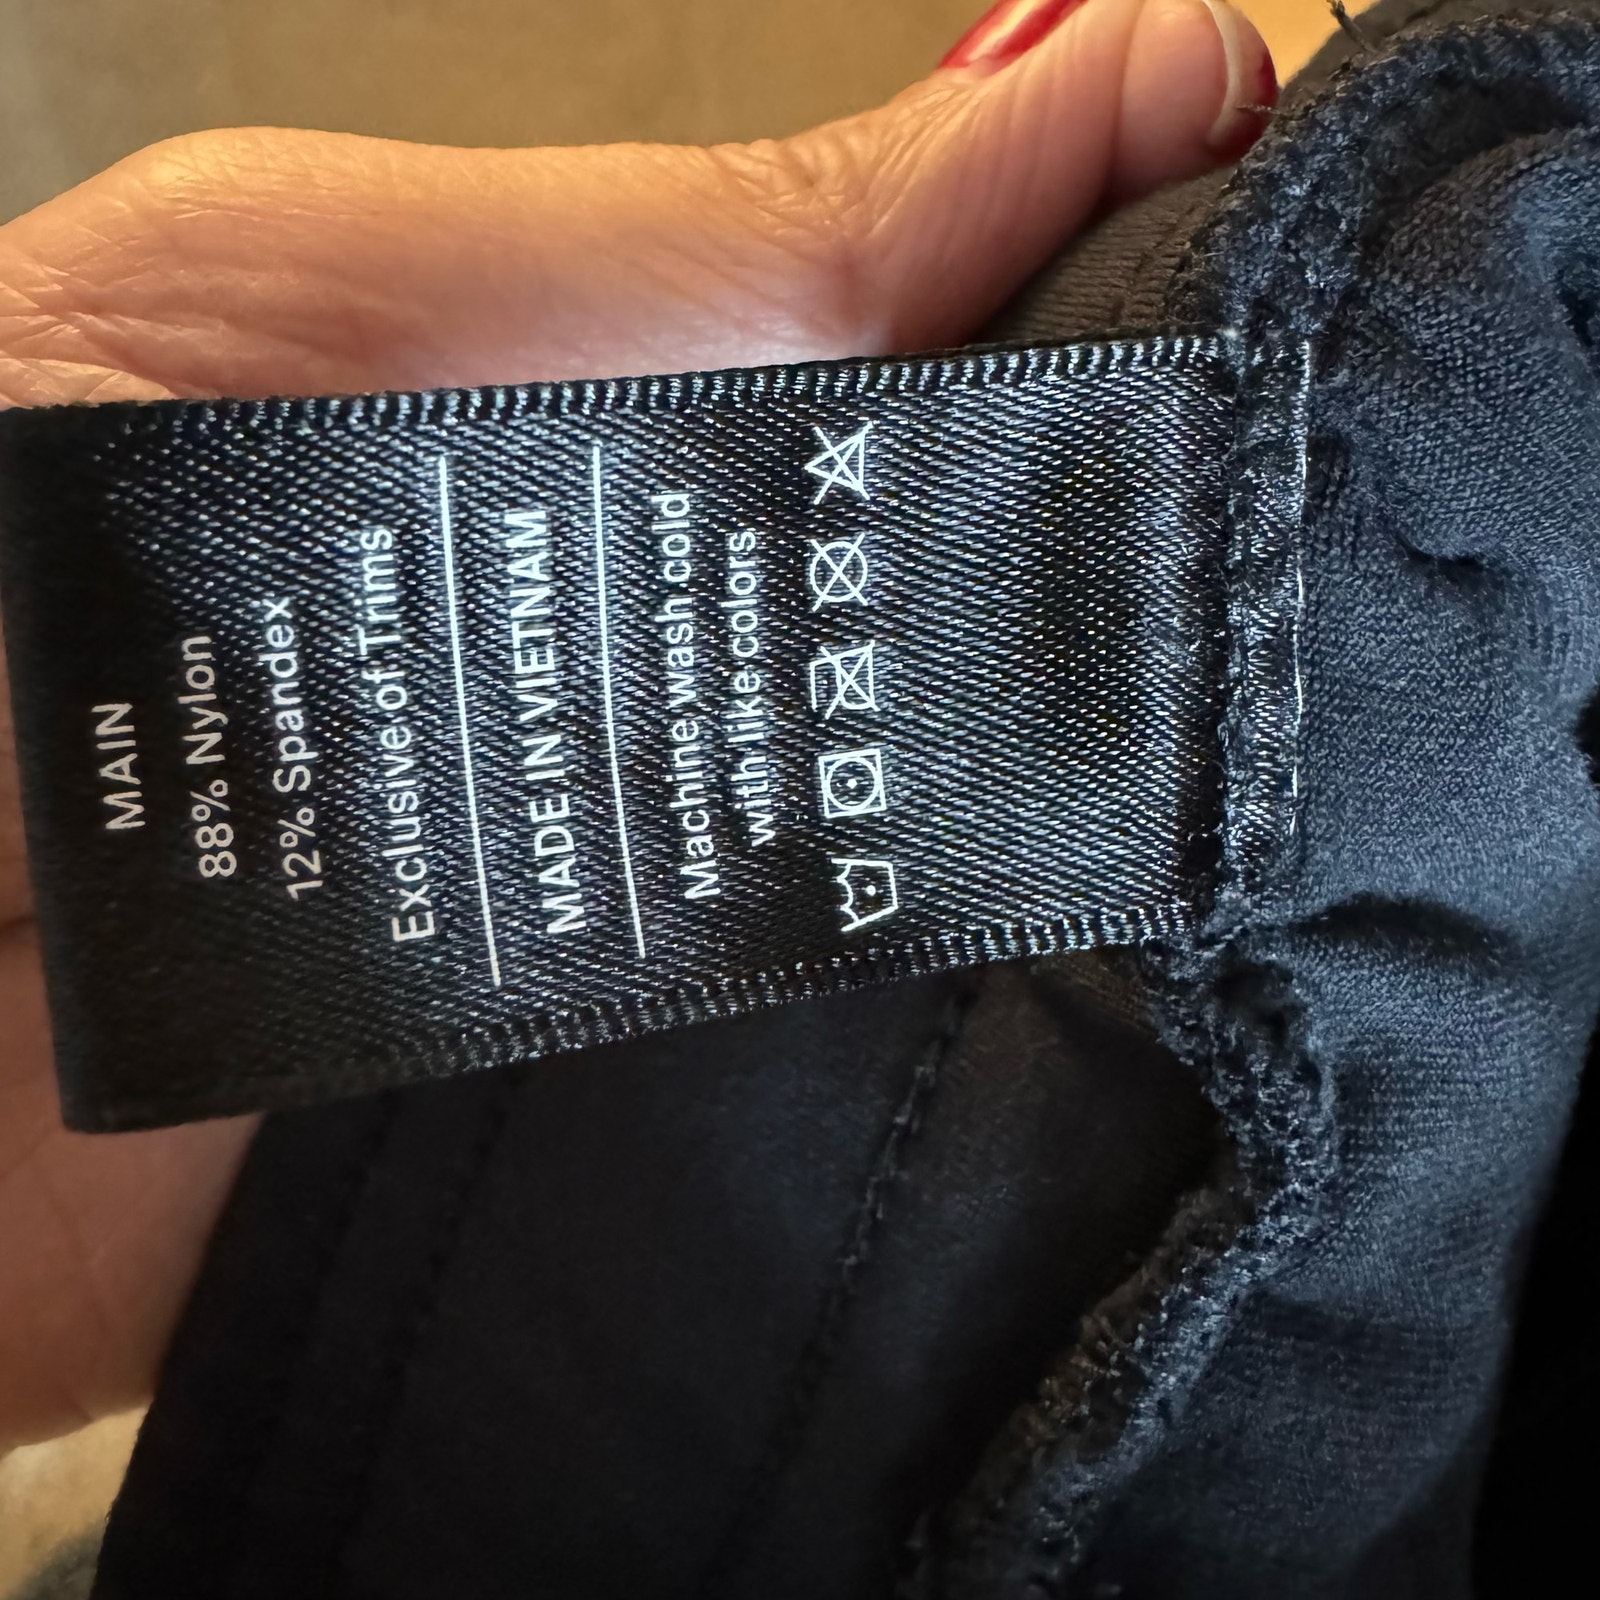 MAIN
88% Nylon
12% Spandex
Exclusive of Trims
MADE IN VIETNAM
Machine wash cold
with like colors